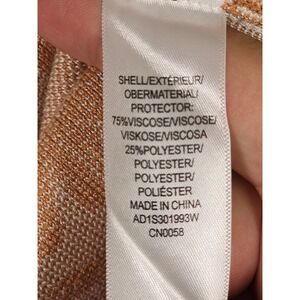 SHELL/EXTÉRIEUR/
OBERMATERIAL/
PROTECTOR:
75%VISCOSE/VISCOSE/
VISKOSE/VISCOSA
25%POLYESTER/
POLYESTER/
POLYESTER/
POLIÉSTER
MADE IN CHINA
AD1S301993W
CN0058